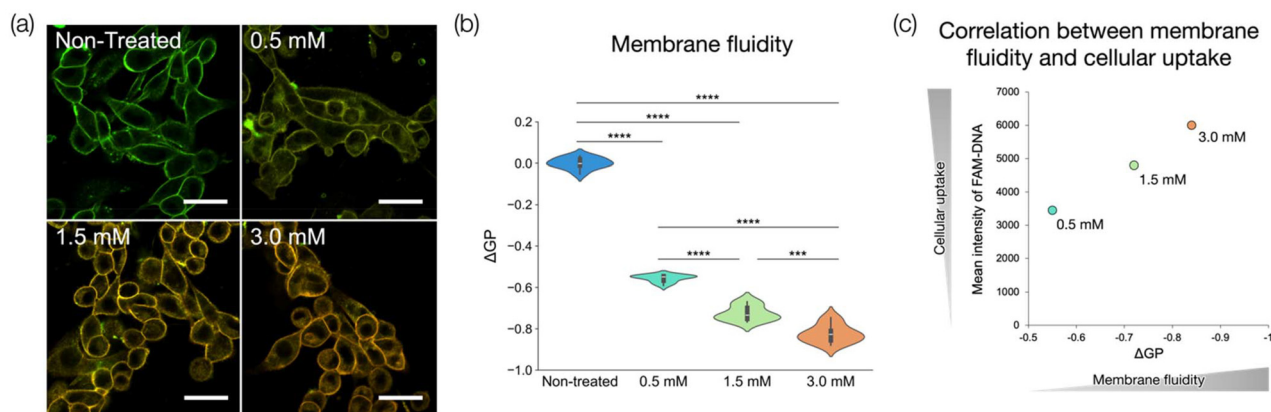 (a)
Non-Treated
0.5 mM
1.5 mM
3.0 mM
(b)
Membrane fluidity
****
****
****
****
****
***
0.2
0.0
−0.2
−0.4
−0.6
−0.8
−1.0
ΔGP
Non-treated
0.5 mM
1.5 mM
3.0 mM
(c)
Correlation between membrane
fluidity and cellular uptake
Cellular uptake
Mean intensity of FAM-DNA
7000
6000
5000
4000
3000
2000
1000
0
3.0 mM
1.5 mM
0.5 mM
-0.5
-0.6
-0.7
-0.8
-0.9
-1
ΔGP
Membrane fluidity